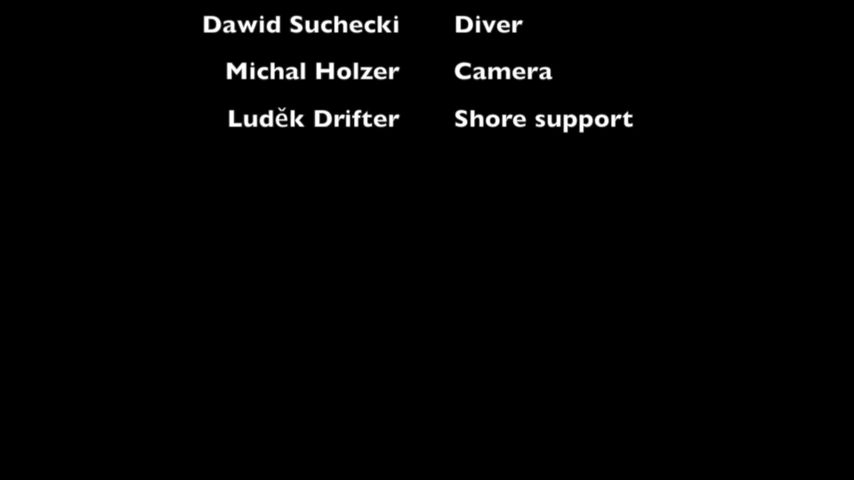 Dawid Suchecki Diver
Michal Holzer Camera
Luděk Drifter Shore support